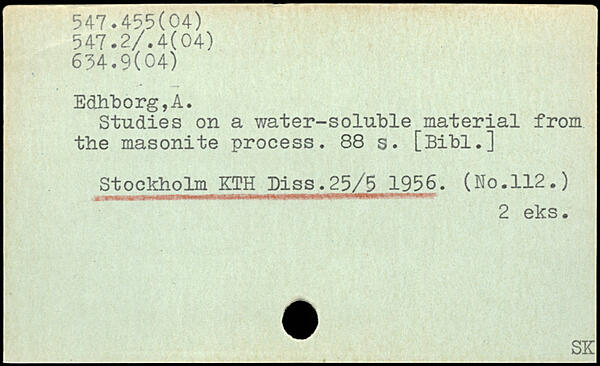 547.455(04)
547.2/.4(04)
634.9(04)
Edhborg,A.
Studies on a water-soluble material from
the masonite process. 88 s. [Bibl.]
Stockholm KTH Diss.25/5 1956. (No.112.)
2 eks.
SK